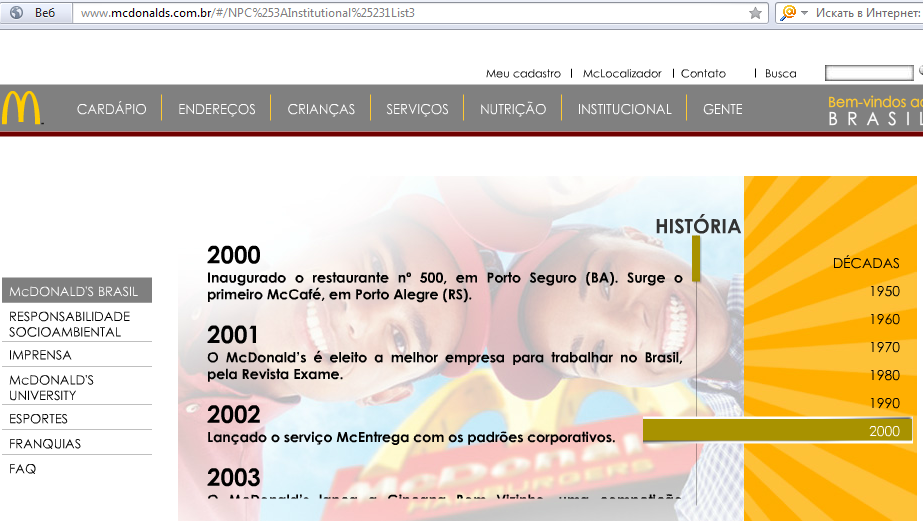 Веб
www.mcdonalds.com.br/#/NPC%253AInstitutional%25231List3
Искать в Интернет:
Meu cadastro | McLocalizador | Contato | Busca
CARDÁPIO
ENDEREÇOS
CRIANÇAS
SERVIÇOS
NUTRIÇÃO
INSTITUCIONAL
GENTE
Bem-vindos ao
BRASIL
McDONALD'S BRASIL
RESPONSABILIDADE
SOCIOAMBIENTAL
IMPRENSA
McDONALD'S
UNIVERSITY
ESPORTES
FRANQUIAS
FAQ
HISTÓRIA
2000
Inaugurado o restaurante nº 500, em Porto Seguro (BA). Surge o
primeiro McCafé, em Porto Alegre (RS).
2001
O McDonald's é eleito a melhor empresa para trabalhar no Brasil,
pela Revista Exame.
2002
Lançado o serviço McEntrega com os padrões corporativos.
2003
O McDonald's lança a Gincana Bom Vizinho, uma competição
DÉCADAS
1950
1960
1970
1980
1990
2000
McDonald's
HAMBURGERS